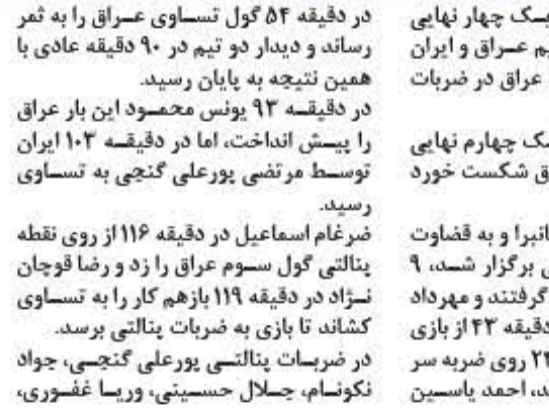 یک چهار نهایی
یم عراق و ایران
عراق در ضربات
یک چهارم نهایی
شکست خورد
و به قضاوت
برگزار شد، ۹
گرفتند و مهرداد
دقیقه ۴۳ از بازی
روی ضربه سر
احمد یاسین
در دقیقه ۵۴ گول تساوی عراق را به ثمر
رساند و دیدار دو تیم در ۹۰ دقیقه عادی با
همین نتیجه به پایان رسید.
در دقیقه ۹۳ یونس محمود این بار عراق
را پیش انداخت، اما در دقیقه ۱۰۳ ایران
توسط مرتضی پورعلی گنجی به تساوی
رسید.
ضرغام اسماعیل در دقیقه ۱۱۶ از روی نقطه
پنالتی گول سوم عراق را زد و رضا قوچان
نژاد در دقیقه ۱۱۹ بازهم کار را به تساوی
کشاند تا بازی به ضربات پنالتی برسد.
در ضربات پنالتی پورعلی گنجی، جواد
نکونام، جلال حسینی، وریا غفوری،